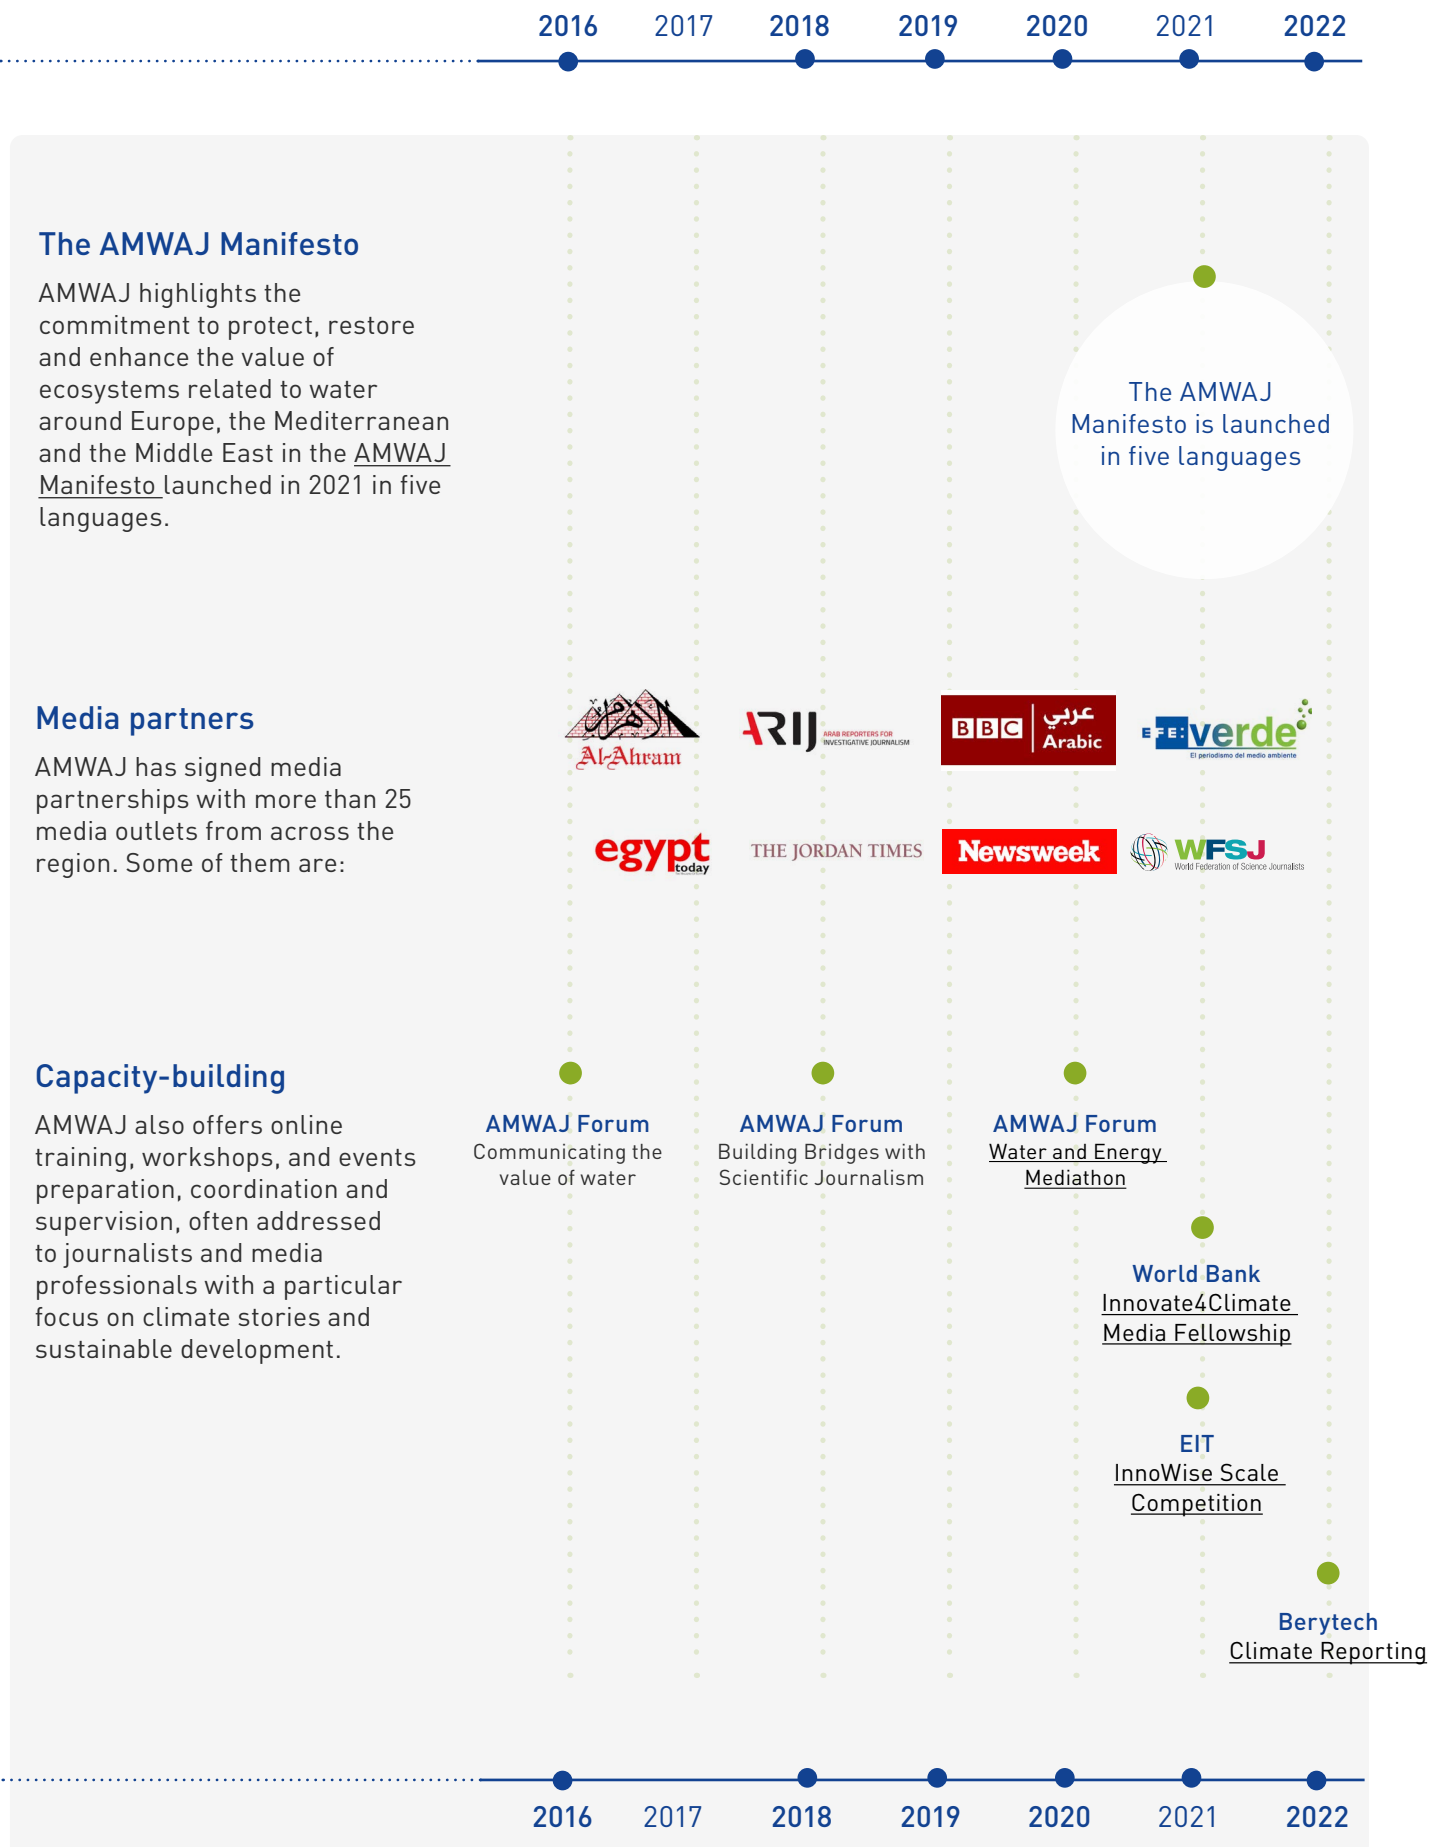 2016 2017 2018 2019 2020 2021 2022
The AMWAJ Manifesto
AMWAJ highlights the
commitment to protect, restore
and enhance the value of
ecosystems related to water
around Europe, the Mediterranean
and the Middle East in the AMWAJ
Manifesto launched in 2021 in five
languages.
The AMWAJ
Manifesto is launched
in five languages
Media partners
AMWAJ has signed media
partnerships with more than 25
media outlets from across the
region. Some of them are:
الأهرام
Al-Ahram
ARIJ ARAB REPORTERS FOR
INVESTIGATIVE JOURNALISM
BBC عربي
Arabic
EFE: verde
El periodismo del medio ambiente
egypt
today
THE JORDAN TIMES
Newsweek
WFSJ
World Federation of Science Journalists
Capacity-building
AMWAJ also offers online
training, workshops, and events
preparation, coordination and
supervision, often addressed
to journalists and media
professionals with a particular
focus on climate stories and
sustainable development.
AMWAJ Forum
Communicating the
value of water
AMWAJ Forum
Building Bridges with
Scientific Journalism
AMWAJ Forum
Water and Energy
Mediathon
World Bank
Innovate4Climate
Media Fellowship
EIT
InnoWise Scale
Competition
Berytech
Climate Reporting
2016 2017 2018 2019 2020 2021 2022